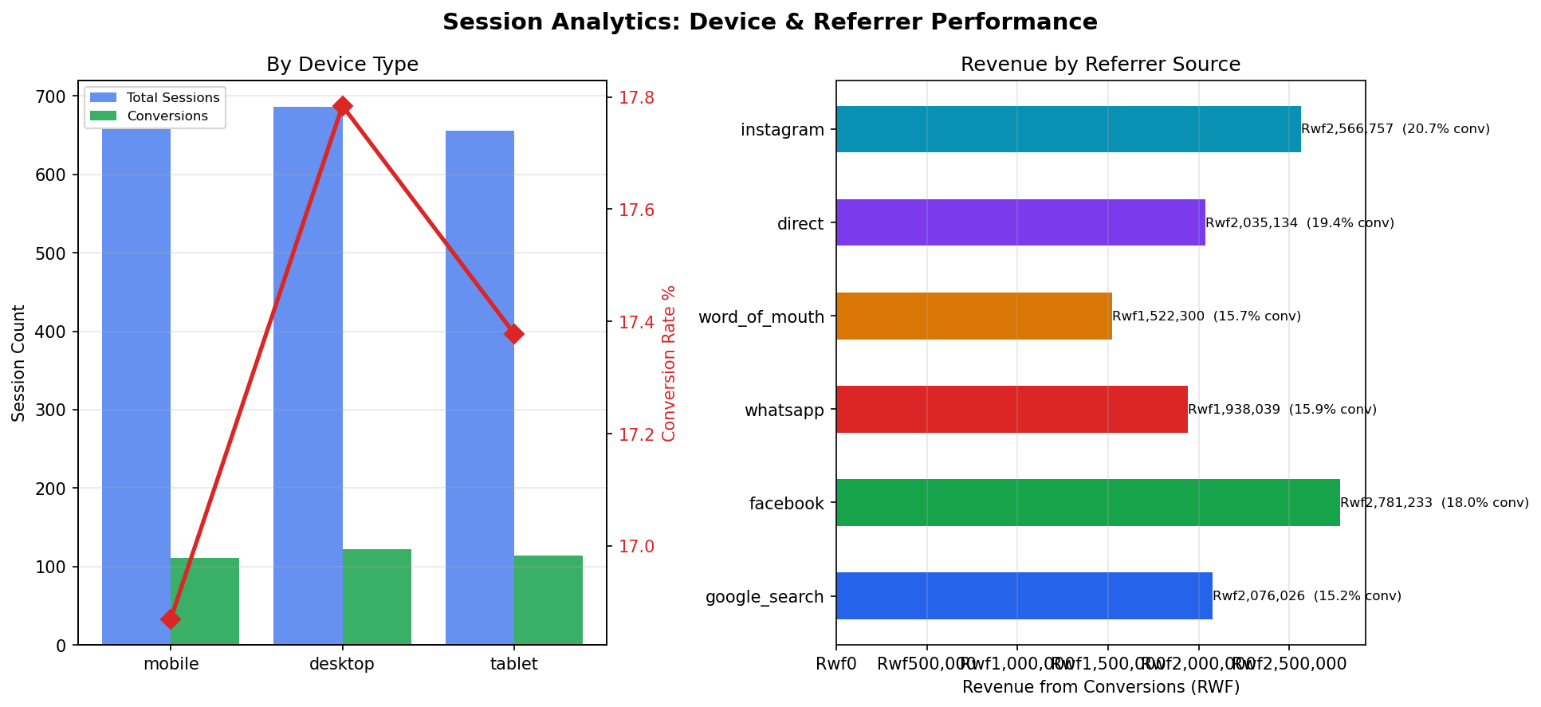 Session Analytics: Device & Referrer Performance
By Device Type
Total Sessions
Conversions
700
600
500
400
300
200
100
0
Session Count
17.8
17.6
17.4
17.2
17.0
Conversion Rate %
mobile desktop tablet
Revenue by Referrer Source
instagram Rwf2,566,757 (20.7% conv)
direct Rwf2,035,134 (19.4% conv)
word_of_mouth Rwf1,522,300 (15.7% conv)
whatsapp Rwf1,938,039 (15.9% conv)
facebook Rwf2,781,233 (18.0% conv)
google_search Rwf2,076,026 (15.2% conv)
Rwf0 Rwf500,000 Rwf1,000,000 Rwf1,500,000 Rwf2,000,000 Rwf2,500,000
Revenue from Conversions (RWF)